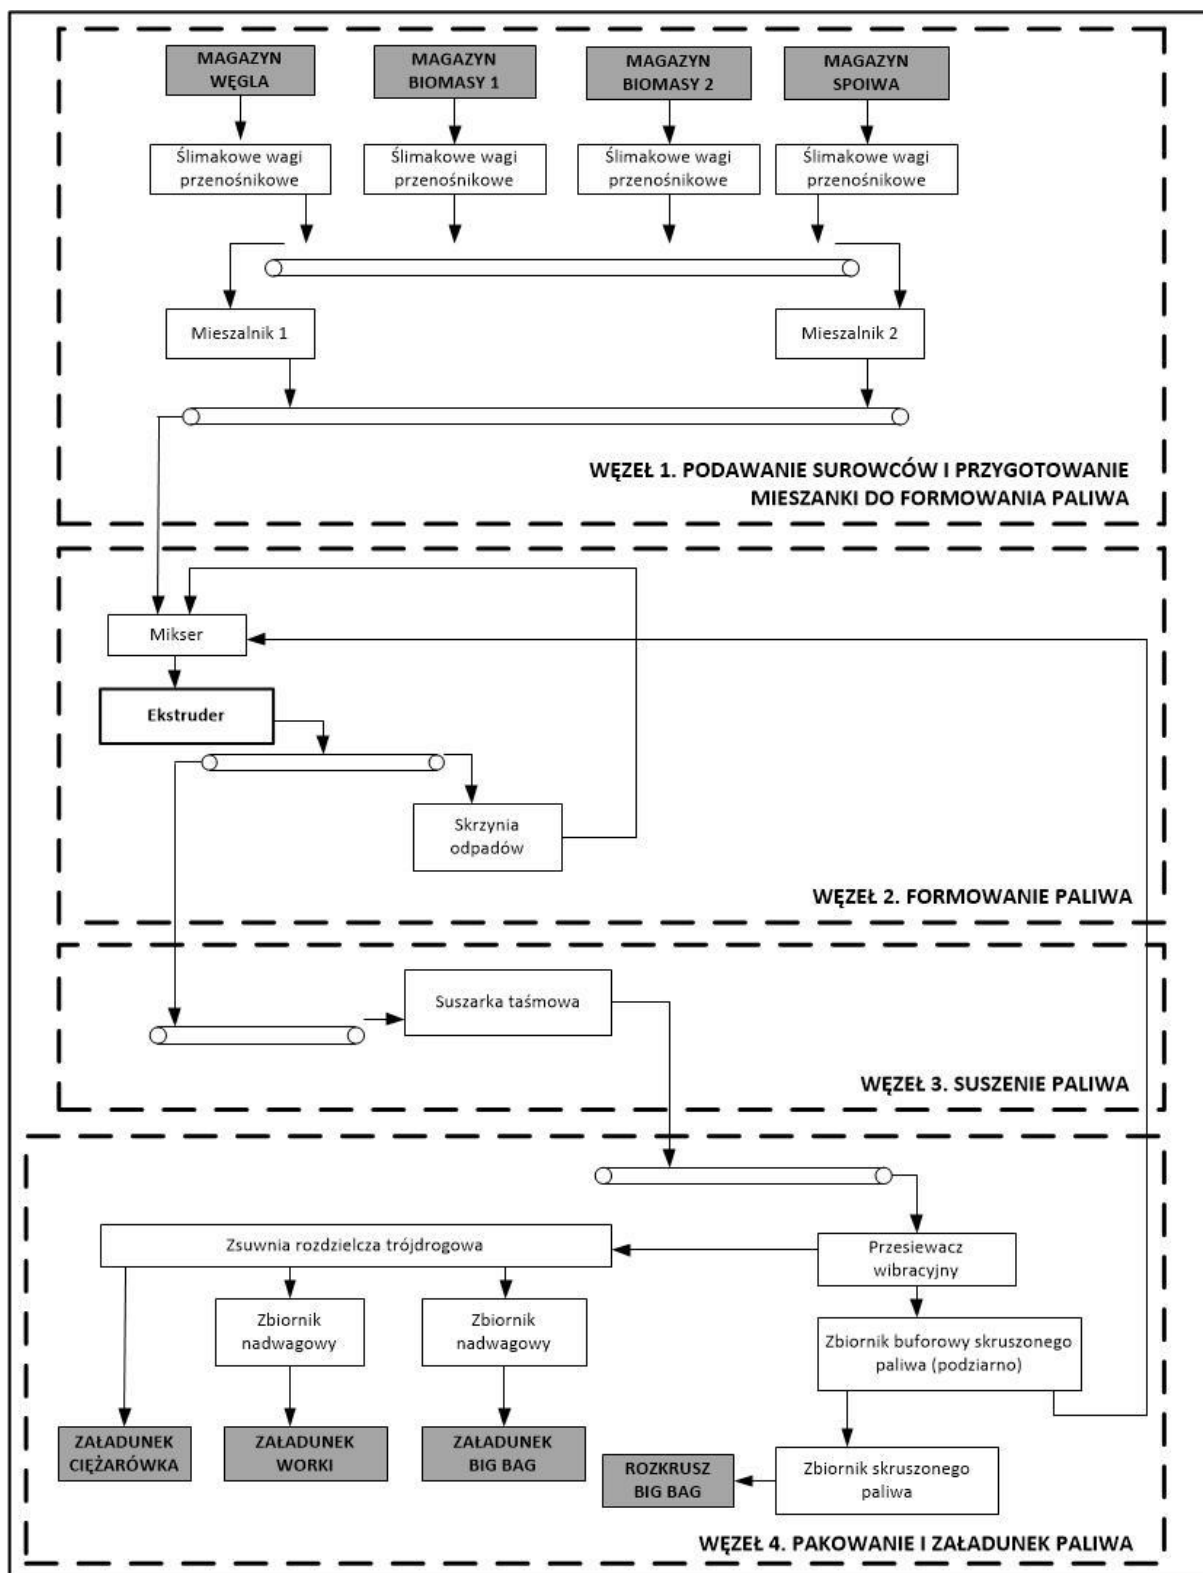 MAGAZYN
WĘGLA
MAGAZYN
BIOMASY 1
MAGAZYN
BIOMASY 2
MAGAZYN
SPOIWA
Ślimakowe wagi
przenośnikowe
Ślimakowe wagi
przenośnikowe
Ślimakowe wagi
przenośnikowe
Ślimakowe wagi
przenośnikowe
Mieszalnik 1
Mieszalnik 2
WĘZEŁ 1. PODAWANIE SUROWCÓW I PRZYGOTOWANIE
MIESZANKI DO FORMOWANIA PALIWA
Mikser
Ekstruder
Skrzynia
odpadów
WĘZEŁ 2. FORMOWANIE PALIWA
Suszarka taśmowa
WĘZEŁ 3. SUSZENIE PALIWA
Zsuwnia rozdzielcza trójdrogowa
Przesiewacz
wibracyjny
Zbiornik
nadwagowy
Zbiornik
nadwagowy
Zbiornik buforowy skruszonego
paliwa (podziarno)
ZAŁADUNEK
CIĘŻARÓWKA
ZAŁADUNEK
WORKI
ZAŁADUNEK
BIG BAG
ROZKRUSZ
BIG BAG
Zbiornik skruszonego
paliwa
WĘZEŁ 4. PAKOWANIE I ZAŁADUNEK PALIWA